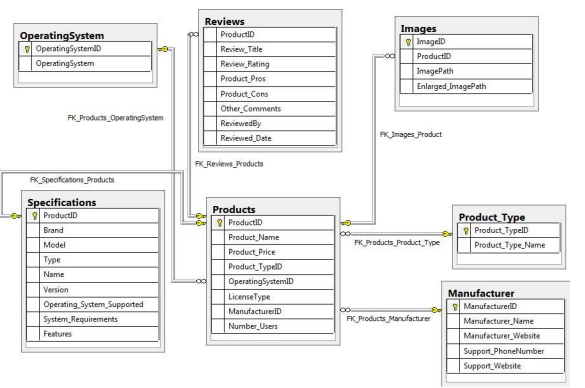 OperatingSystem
OperatingSystemID
OperatingSystem
Reviews
ProductID
Review_Title
Review_Rating
Product_Pros
Product_Cons
Other_Comments
ReviewedBy
Reviewed_Date
Images
ImageID
ProductID
ImagePath
Enlarged_ImagePath
FK_Products_OperatingSystem
FK_Images_Product
FK_Reviews_Products
FK_Specifications_Products
Specifications
ProductID
Brand
Model
Type
Name
Version
Operating_System_Supported
System_Requirements
Features
Products
ProductID
Product_Name
Product_Price
Product_TypeID
OperatingSystemID
LicenseType
ManufacturerID
Number_Users
FK_Products_Product_Type
Product_Type
Product_TypeID
Product_Type_Name
FK_Products_Manufacturer
Manufacturer
ManufacturerID
Manufacturer_Name
Manufacturer_Website
Support_PhoneNumber
Support_Website